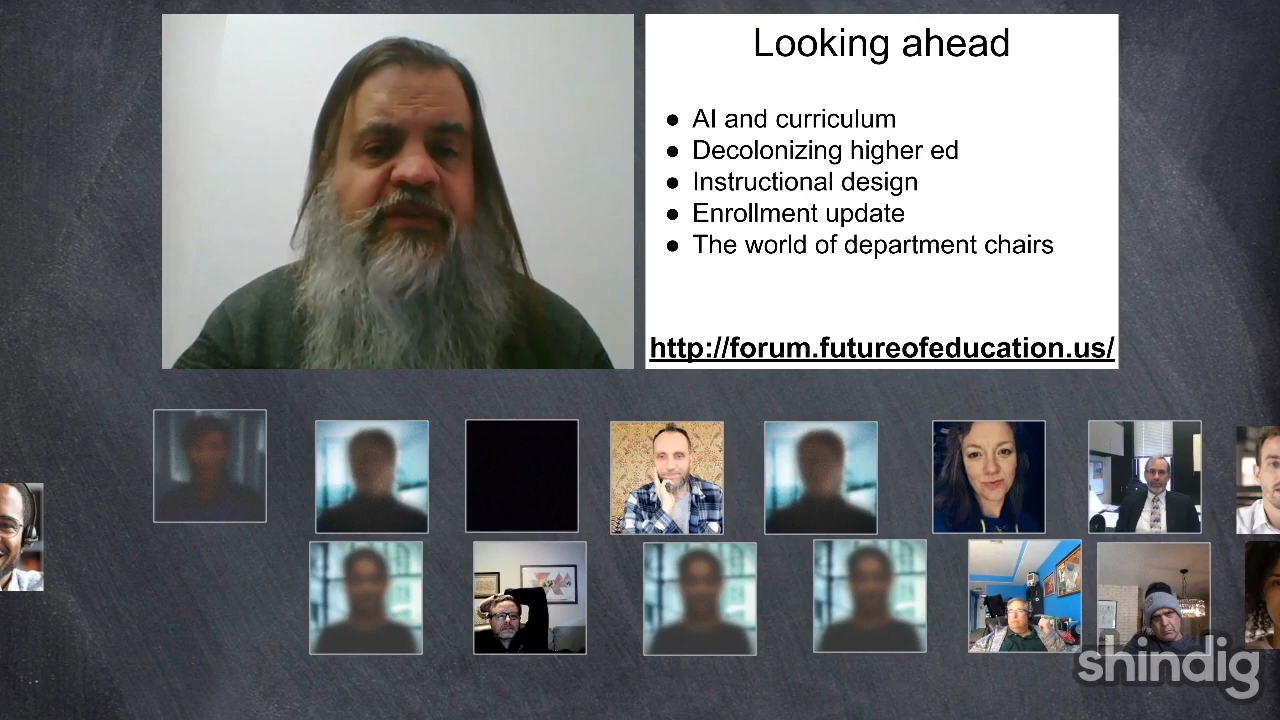 Looking ahead
● AI and curriculum
● Decolonizing higher ed
● Instructional design
● Enrollment update
● The world of department chairs
http://forum.futureofeducation.us/
shindig